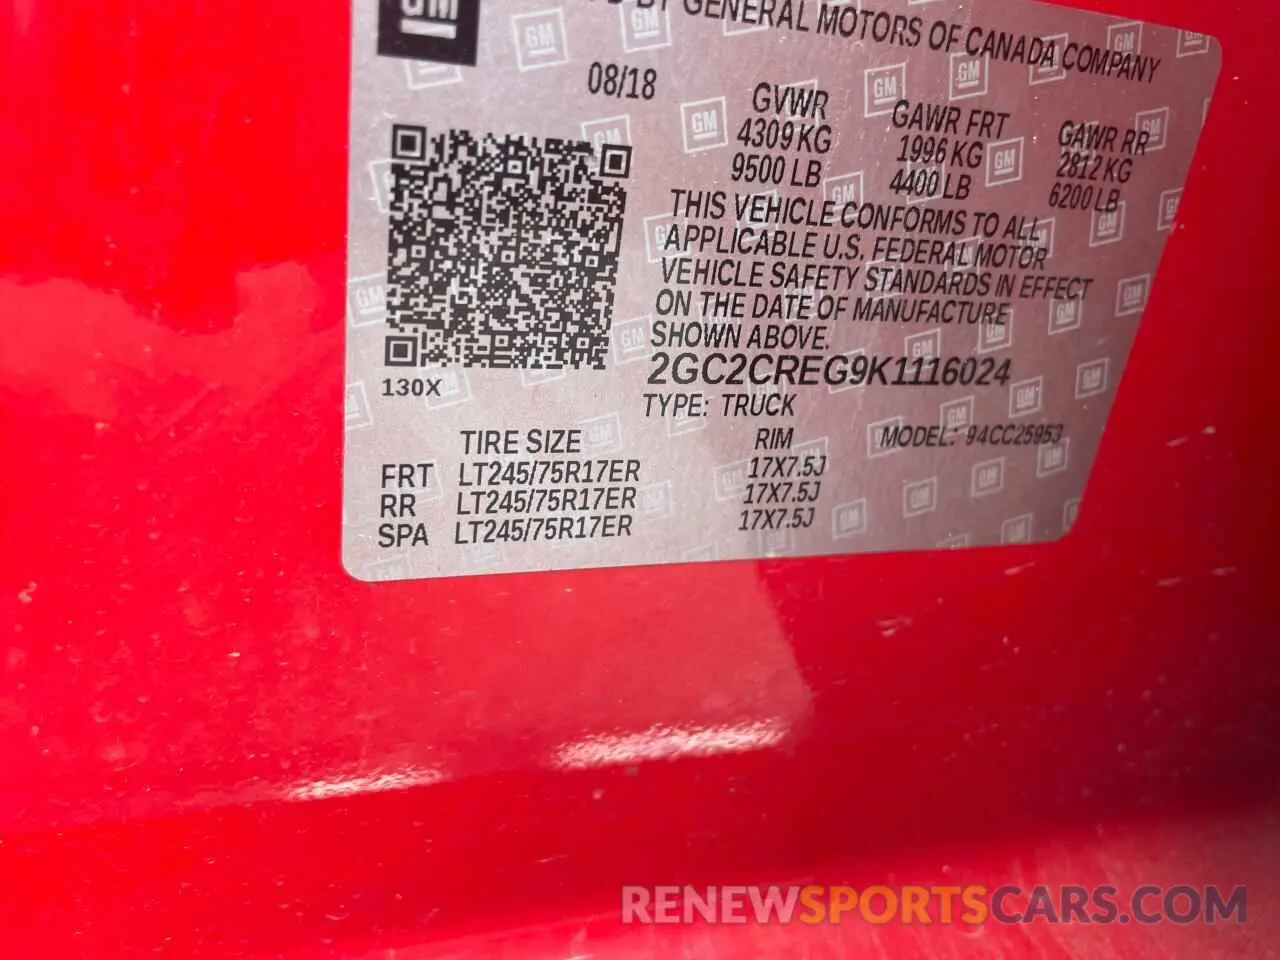 GM
BY GENERAL MOTORS OF CANADA COMPANY
08/18
GVWR
4309 KG
9500 LB
GAWR FRT
1996 KG
4400 LB
GAWR RR
2812 KG
6200 LB
THIS VEHICLE CONFORMS TO ALL
APPLICABLE U.S. FEDERAL MOTOR
VEHICLE SAFETY STANDARDS IN EFFECT
ON THE DATE OF MANUFACTURE
SHOWN ABOVE.
2GC2CREG9K1116024
130X
TYPE: TRUCK
MODEL: 94CC25953
TIRE SIZE RIM
FRT LT245/75R17ER 17X7.5J
RR LT245/75R17ER 17X7.5J
SPA LT245/75R17ER 17X7.5J
RENEWSPORTSCARS.COM